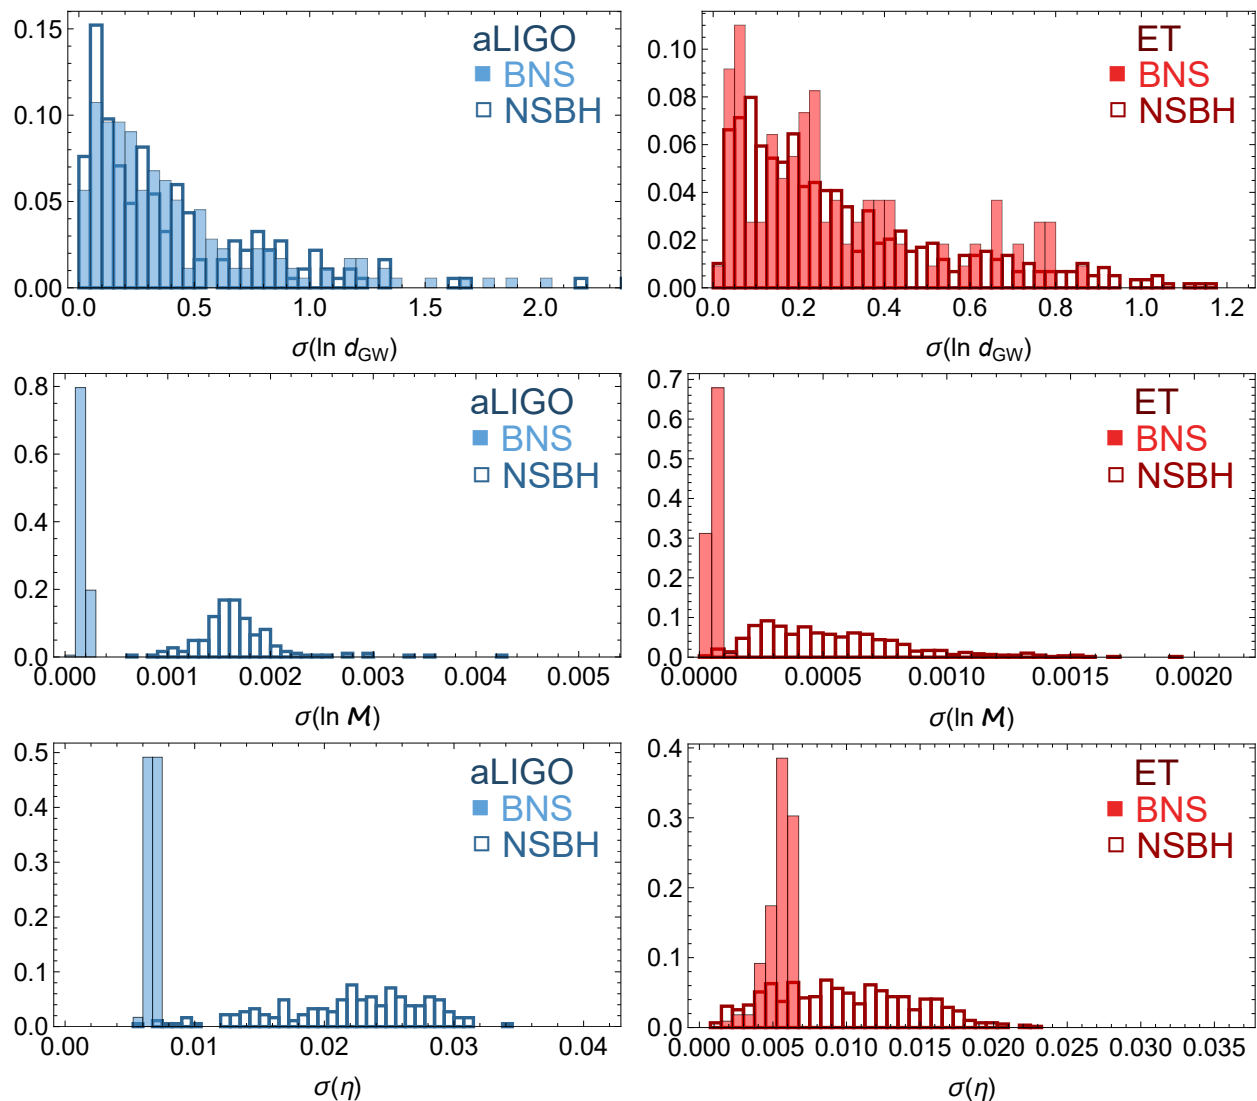 0.15
0.10
0.05
0.00
aLIGO
BNS
NSBH
0.0 0.5 1.0 1.5 2.0
σ(ln d_GW)
0.10
0.08
0.06
0.04
0.02
0.00
ET
BNS
NSBH
0.0 0.2 0.4 0.6 0.8 1.0 1.2
σ(ln d_GW)
0.8
0.6
0.4
0.2
0.0
aLIGO
BNS
NSBH
0.000 0.001 0.002 0.003 0.004 0.005
σ(ln M)
0.7
0.6
0.5
0.4
0.3
0.2
0.1
0.0
ET
BNS
NSBH
0.0000 0.0005 0.0010 0.0015 0.0020
σ(ln M)
0.5
0.4
0.3
0.2
0.1
0.0
aLIGO
BNS
NSBH
0.00 0.01 0.02 0.03 0.04
σ(η)
0.4
0.3
0.2
0.1
0.0
ET
BNS
NSBH
0.000 0.005 0.010 0.015 0.020 0.025 0.030 0.035
σ(η)